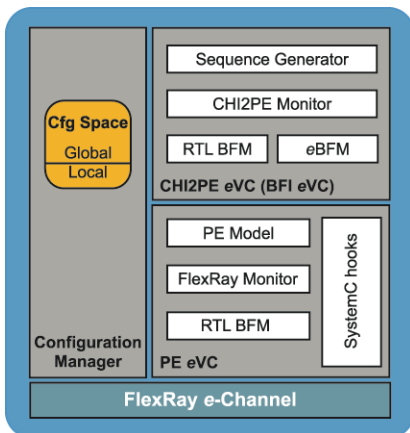 Cfg Space
Global
Local
Configuration
Manager
Sequence Generator
CHI2PE Monitor
RTL BFM
eBFM
CHI2PE eVC (BFI eVC)
PE Model
FlexRay Monitor
RTL BFM
SystemC hooks
PE eVC
FlexRay e-Channel